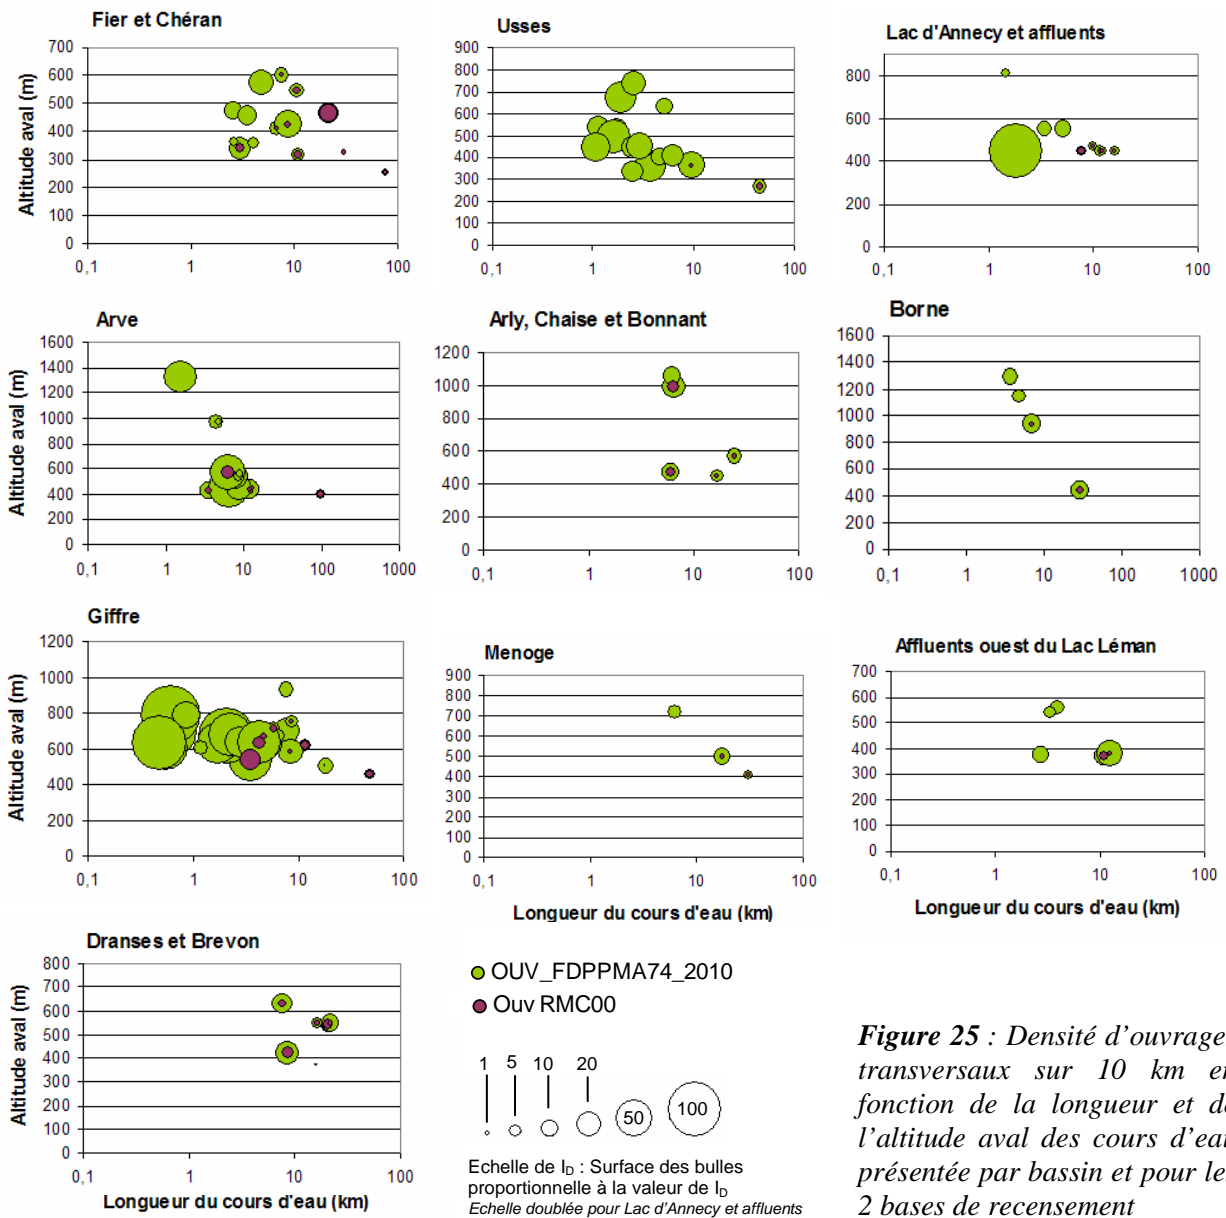 Fier et Chéran
Altitude aval (m)
700
600
500
400
300
200
100
0
0,1 1 10 100
Usses
900
800
700
600
500
400
300
200
100
0
0,1 1 10 100
Lac d'Annecy et affluents
800
600
400
200
0
0,1 1 10 100
Arve
Altitude aval (m)
1600
1400
1200
1000
800
600
400
200
0
0,1 1 10 100 1000
Arly, Chaise et Bonnant
1200
1000
800
600
400
200
0
0,1 1 10 100
Borne
1600
1400
1200
1000
800
600
400
200
0
0,1 1 10 100 1000
Giffre
Altitude aval (m)
1200
1000
800
600
400
200
0
0,1 1 10 100
Menoge
900
800
700
600
500
400
300
200
100
0
0,1 1 10 100
Longueur du cours d'eau (km)
Affluents ouest du Lac Léman
700
600
500
400
300
200
100
0
0,1 1 10 100
Longueur du cours d'eau (km)
Dranses et Brevon
Altitude aval (m)
800
700
600
500
400
300
200
100
0
0,1 1 10 100
Longueur du cours d'eau (km)
OUV_FDPPMA74_2010
Ouv RMC00
1 5 10 20
50 100
Echelle de I_D : Surface des bulles
proportionnelle à la valeur de I_D
Echelle doublée pour Lac d'Annecy et affluents
Figure 25 : Densité d'ouvrage
transversaux sur 10 km en
fonction de la longueur et de
l'altitude aval des cours d'eau
présentée par bassin et pour le
2 bases de recensement